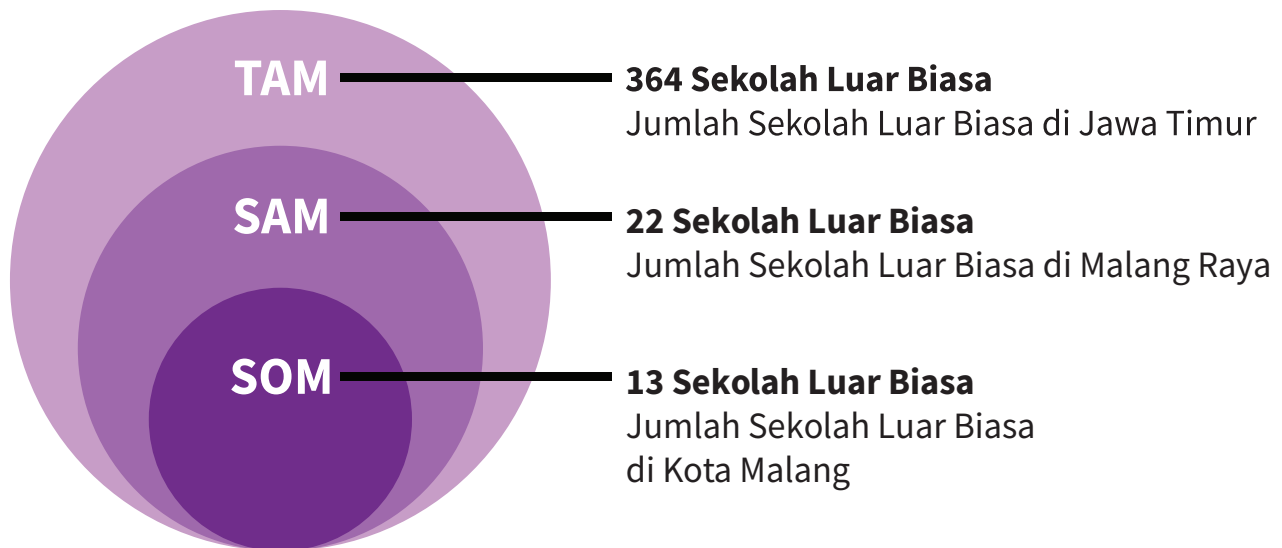 TAM
364 Sekolah Luar Biasa
Jumlah Sekolah Luar Biasa di Jawa Timur
SAM
22 Sekolah Luar Biasa
Jumlah Sekolah Luar Biasa di Malang Raya
SOM
13 Sekolah Luar Biasa
Jumlah Sekolah Luar Biasa
di Kota Malang